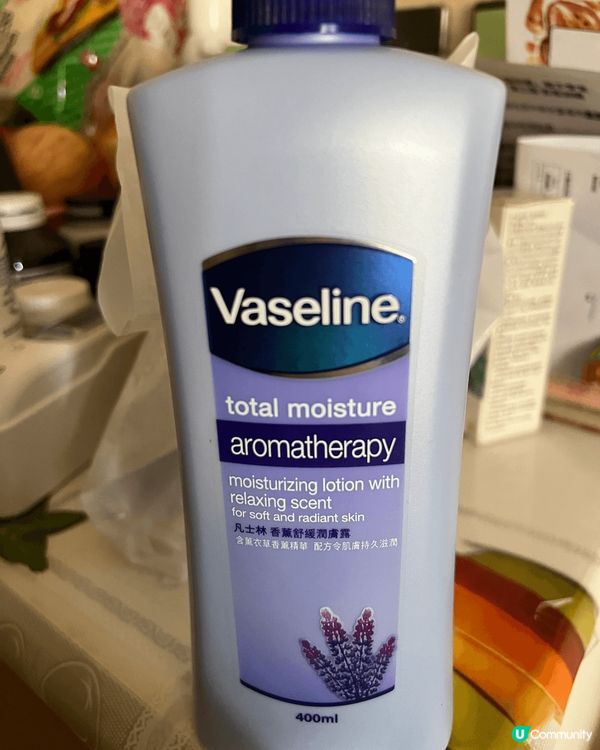 Vaseline®
total moisture
aromatherapy
moisturizing lotion with
relaxing scent
for soft and radiant skin
凡士林 香薰舒緩潤膚露
含薰衣草香薰精華 配方令肌膚持久滋潤
400ml
U Community